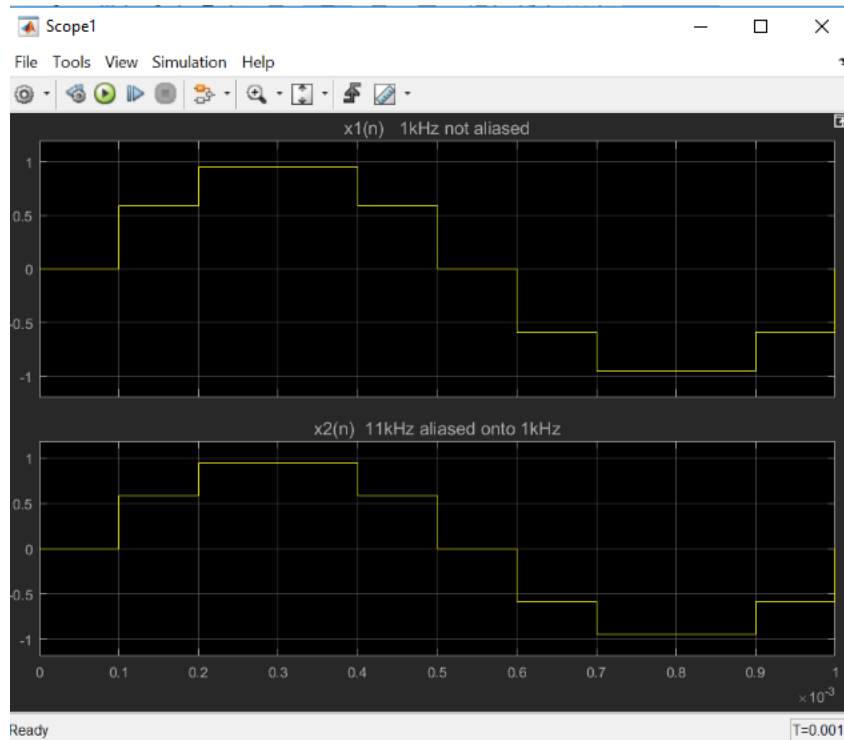 Scope1
File Tools View Simulation Help
x1(n) 1kHz not aliased
1
0.5
0
-0.5
-1
x2(n) 11kHz aliased onto 1kHz
1
0.5
0
-0.5
-1
0 0.1 0.2 0.3 0.4 0.5 0.6 0.7 0.8 0.9 1
×10⁻³
Ready T=0.001